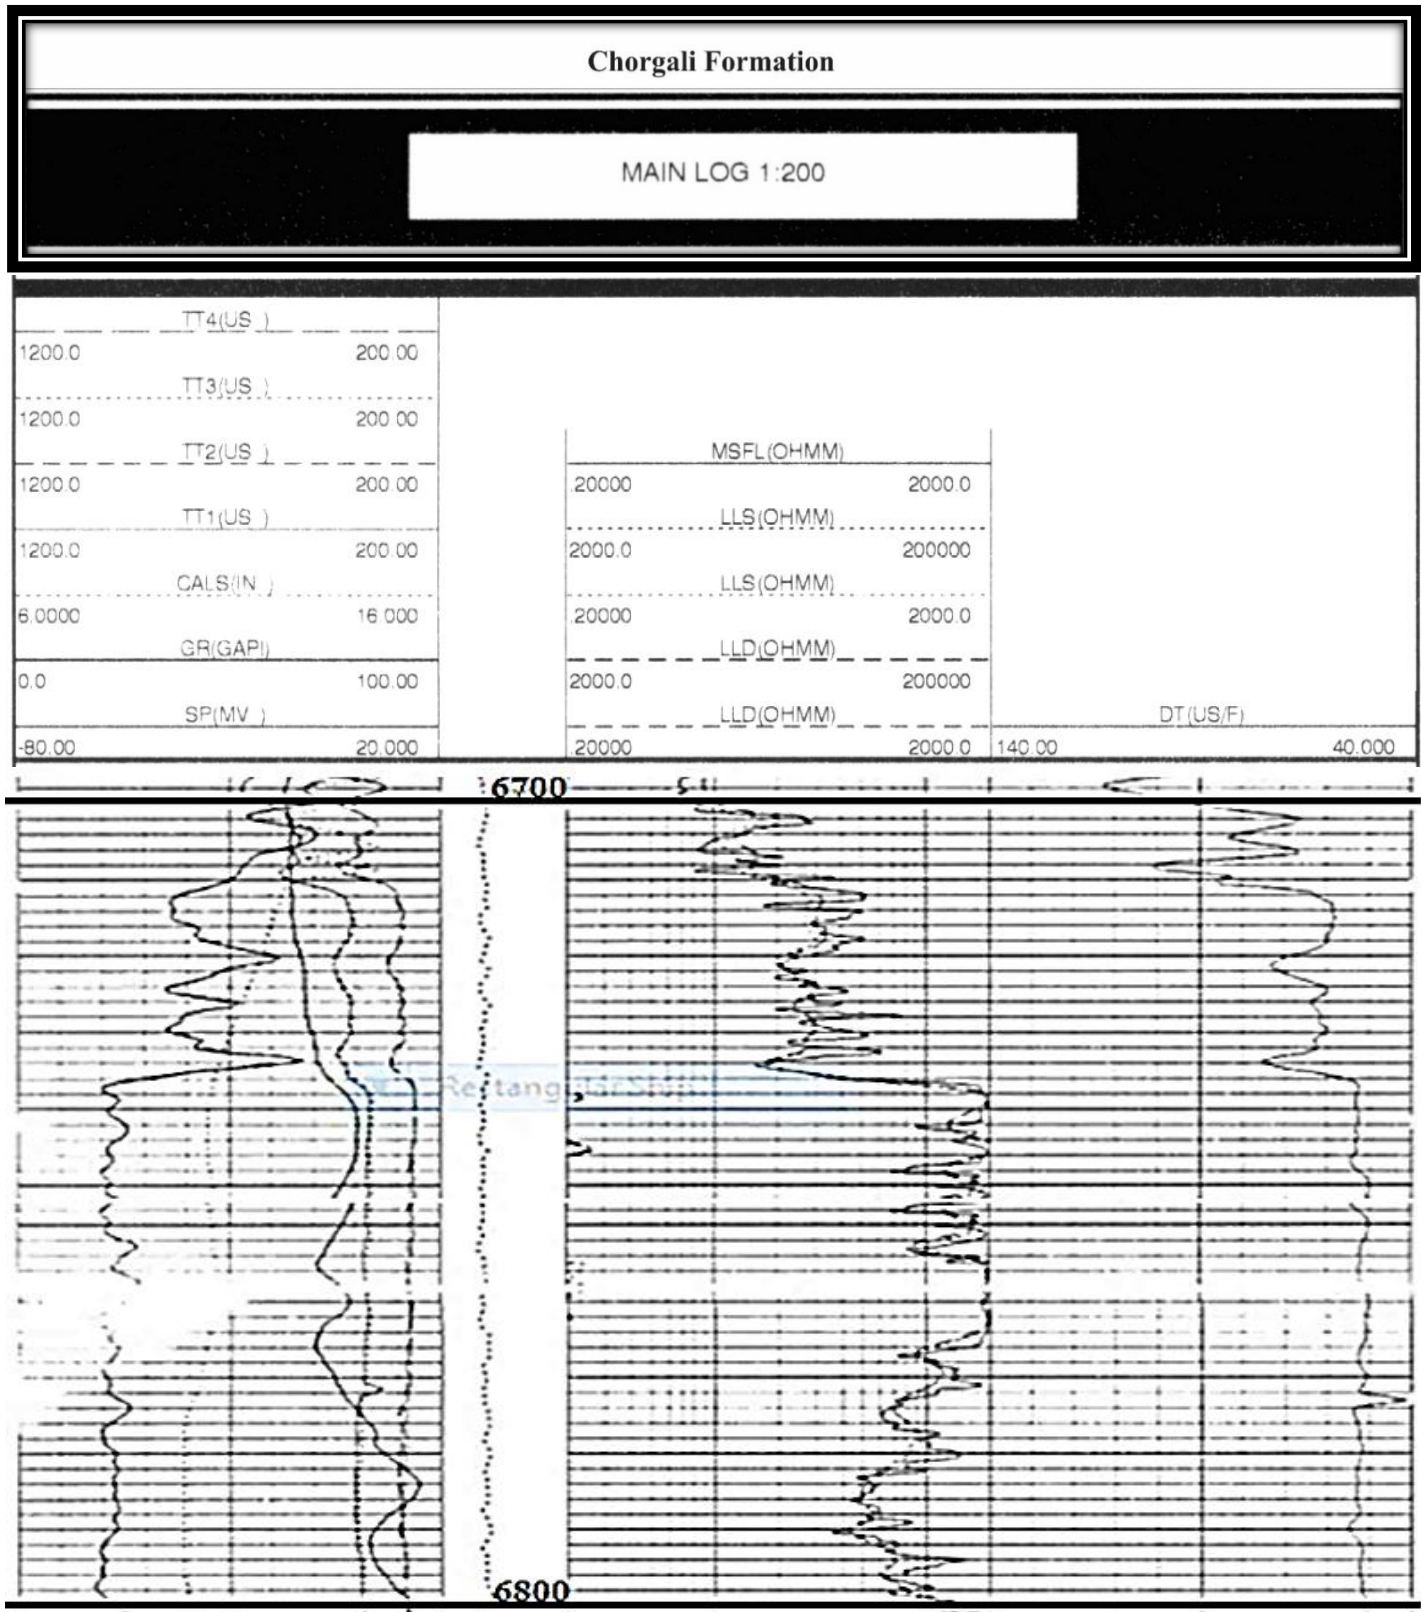 Chorgali Formation
MAIN LOG 1:200
TT4(US )
1200.0 200.00
TT3(US )
1200.0 200.00
TT2(US ) MSFL(OHMM)
1200.0 200.00 .20000 2000.0
TT1(US ) LLS(OHMM)
1200.0 200.00 2000.0 200000
CALS(IN ) LLS(OHMM)
6.0000 16.000 .20000 2000.0
GR(GAPI) LLD(OHMM)
0.0 100.00 2000.0 200000
SP(MV ) LLD(OHMM) DT(US/F)
-80.00 20.000 .20000 2000.0 140.00 40.000
6700
Rectangular Snip
6800